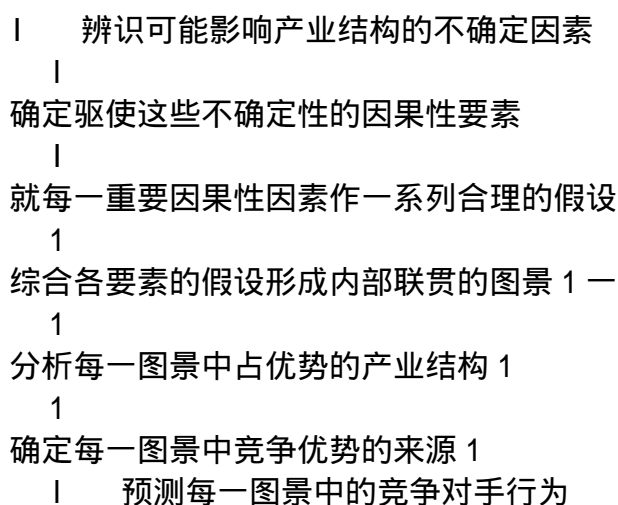 l 辨识可能影响产业结构的不确定因素
l
确定驱使这些不确定性的因果性要素
l
就每一重要因果性因素作一系列合理的假设
1
综合各要素的假设形成内部联贯的图景 1 一
1
分析每一图景中占优势的产业结构 1
1
确定每一图景中竞争优势的来源 1
l 预测每一图景中的竞争对手行为